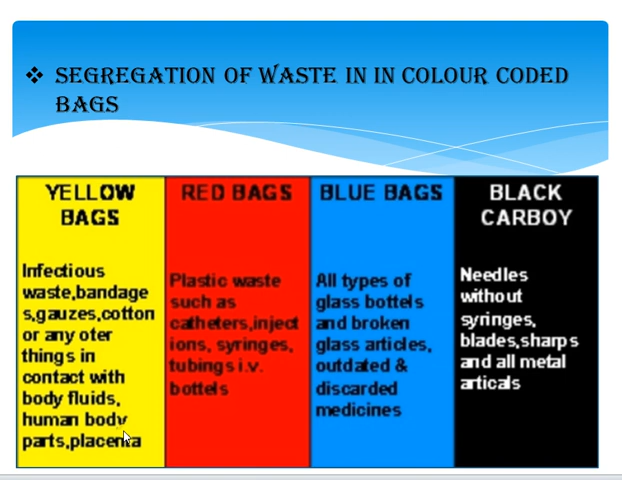 ❖ SEGREGATION OF WASTE IN IN COLOUR CODED
BAGS
YELLOW
BAGS
Infectious
waste,bandage
s,gauzes,cotton
or any oter
things in
contact with
body fluids,
human body
parts,placenta
RED BAGS
Plastic waste
such as
catheters,inject
ions, syringes,
tubings i.v.
bottels
BLUE BAGS
All types of
glass bottels
and broken
glass articles,
outdated &
discarded
medicines
BLACK
CARBOY
Needles
without
syringes,
blades,sharps
and all metal
articals